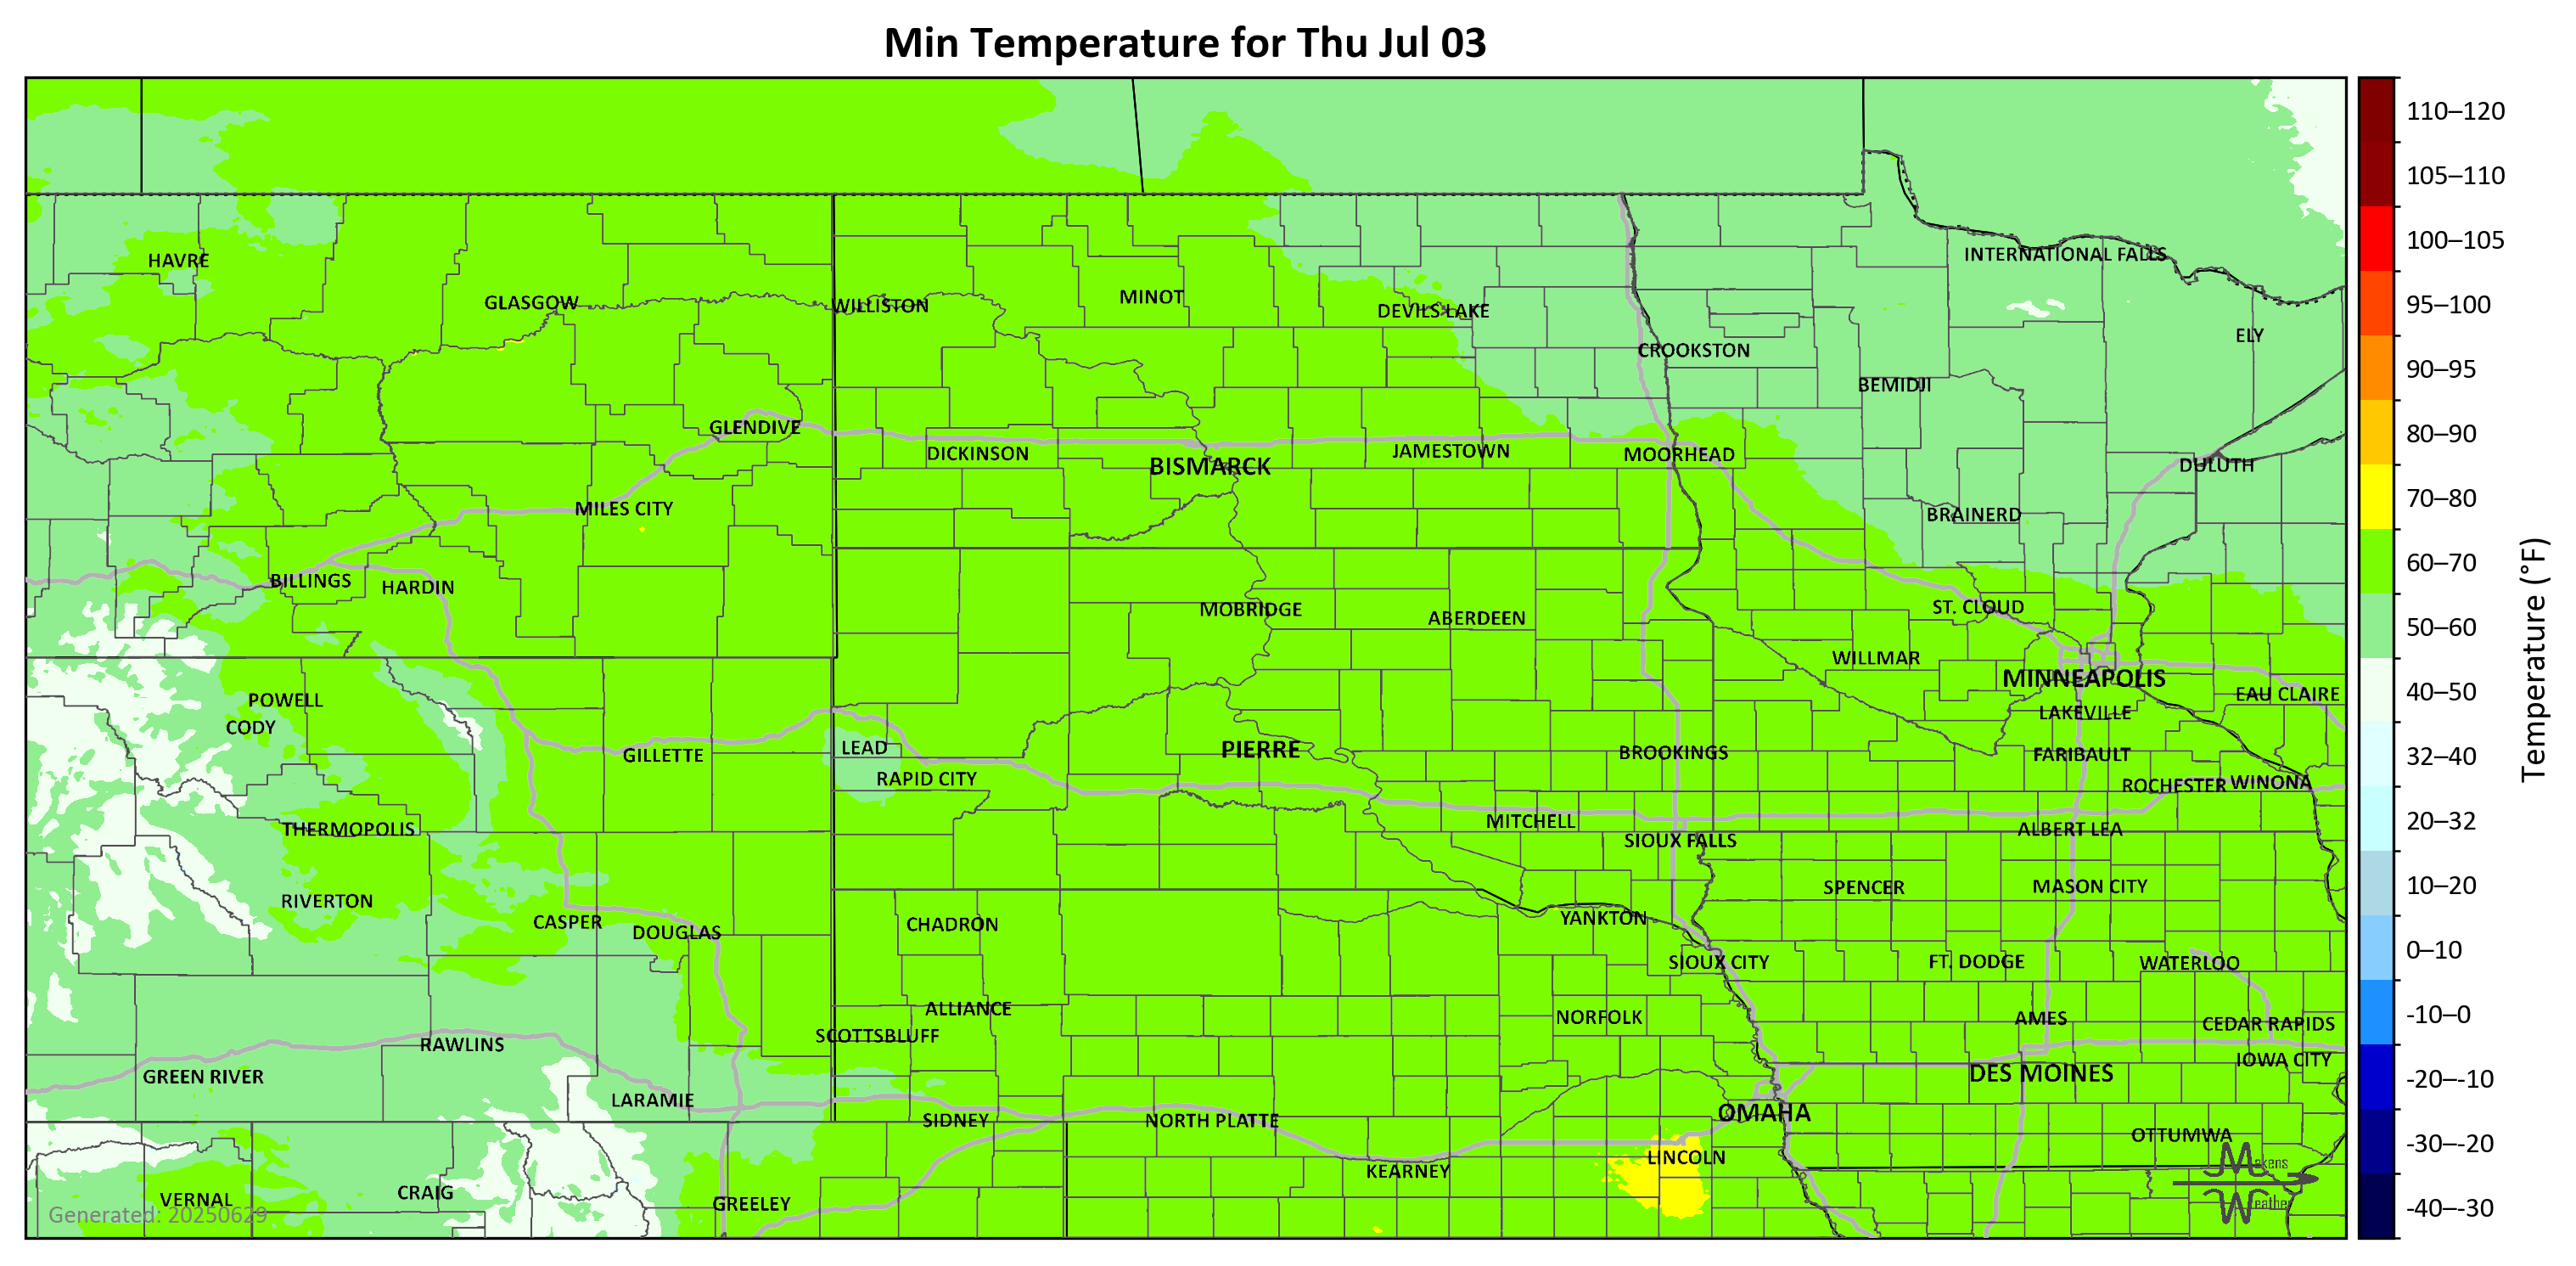 Min Temperature for Thu Jul 03
110–120
105–110
100–105
95–100
90–95
80–90
70–80
60–70
50–60
40–50
32–40
20–32
10–20
0–10
-10–0
-20–-10
-30–-20
-40–-30
Temperature (°F)
HAVRE
GLASGOW
WILLISTON
MINOT
DEVILS LAKE
INTERNATIONAL FALLS
ELY
CROOKSTON
BEMIDJI
GLENDIVE
DICKINSON
BISMARCK
JAMESTOWN
MOORHEAD
DULUTH
MILES CITY
BRAINERD
BILLINGS
HARDIN
MOBRIDGE
ABERDEEN
ST. CLOUD
WILLMAR
MINNEAPOLIS
EAU CLAIRE
POWELL
CODY
LAKEVILLE
GILLETTE
LEAD
PIERRE
BROOKINGS
FARIBAULT
RAPID CITY
ROCHESTER
WINONA
THERMOPOLIS
MITCHELL
SIOUX FALLS
ALBERT LEA
RIVERTON
SPENCER
MASON CITY
CASPER
DOUGLAS
CHADRON
YANKTON
SIOUX CITY
FT. DODGE
WATERLOO
ALLIANCE
NORFOLK
AMES
CEDAR RAPIDS
SCOTTSBLUFF
RAWLINS
IOWA CITY
GREEN RIVER
DES MOINES
LARAMIE
SIDNEY
NORTH PLATTE
OMAHA
OTTUMWA
LINCOLN
KEARNEY
VERNAL
CRAIG
GREELEY
Generated: 20250629
Makens
Weather